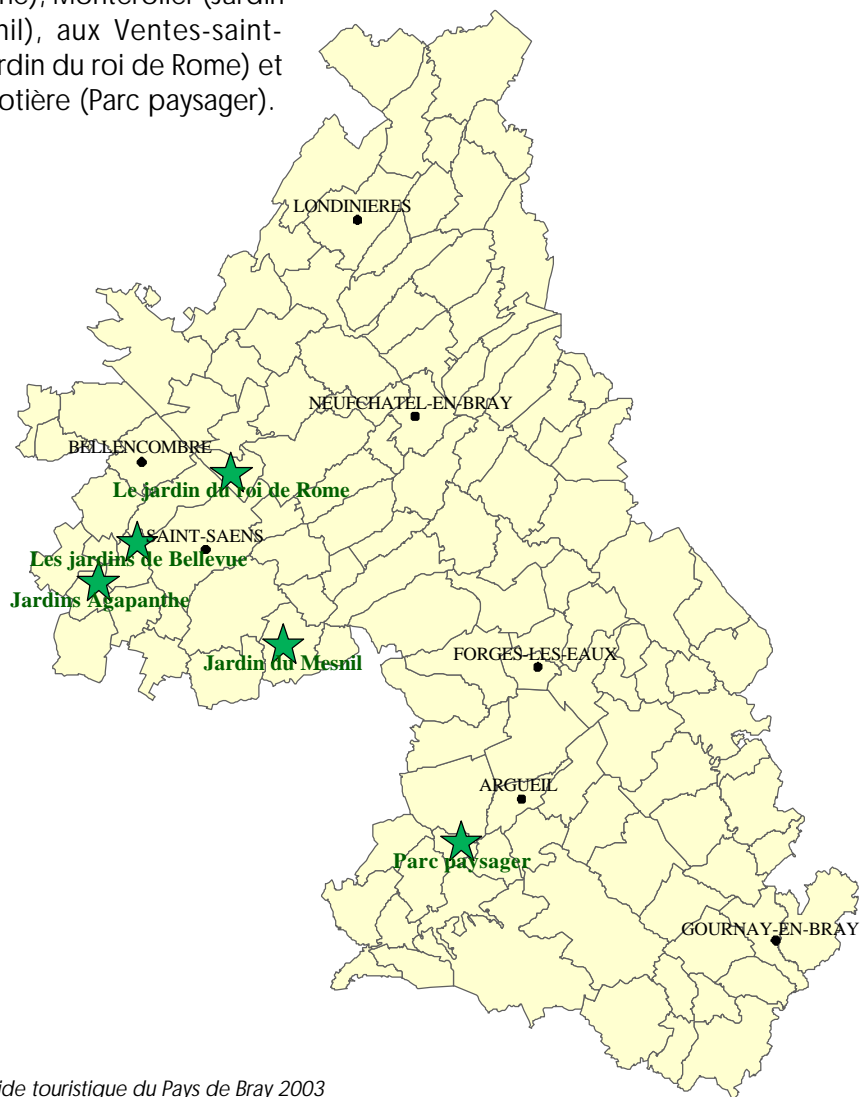 Monterolier (Jardin
nil), aux Ventes-saint-
rdin du roi de Rome) et
otière (Parc paysager).
LONDINIERES
NEUFCHATEL-EN-BRAY
BELLENCOMBRE
Le jardin du roi de Rome
SAINT-SAENS
Les jardins de Bellevue
Jardins Agapanthe
Jardin du Mesnil
FORGES-LES-EAUX
ARGUEIL
Parc paysager
GOURNAY-EN-BRAY
ide touristique du Pays de Bray 2003